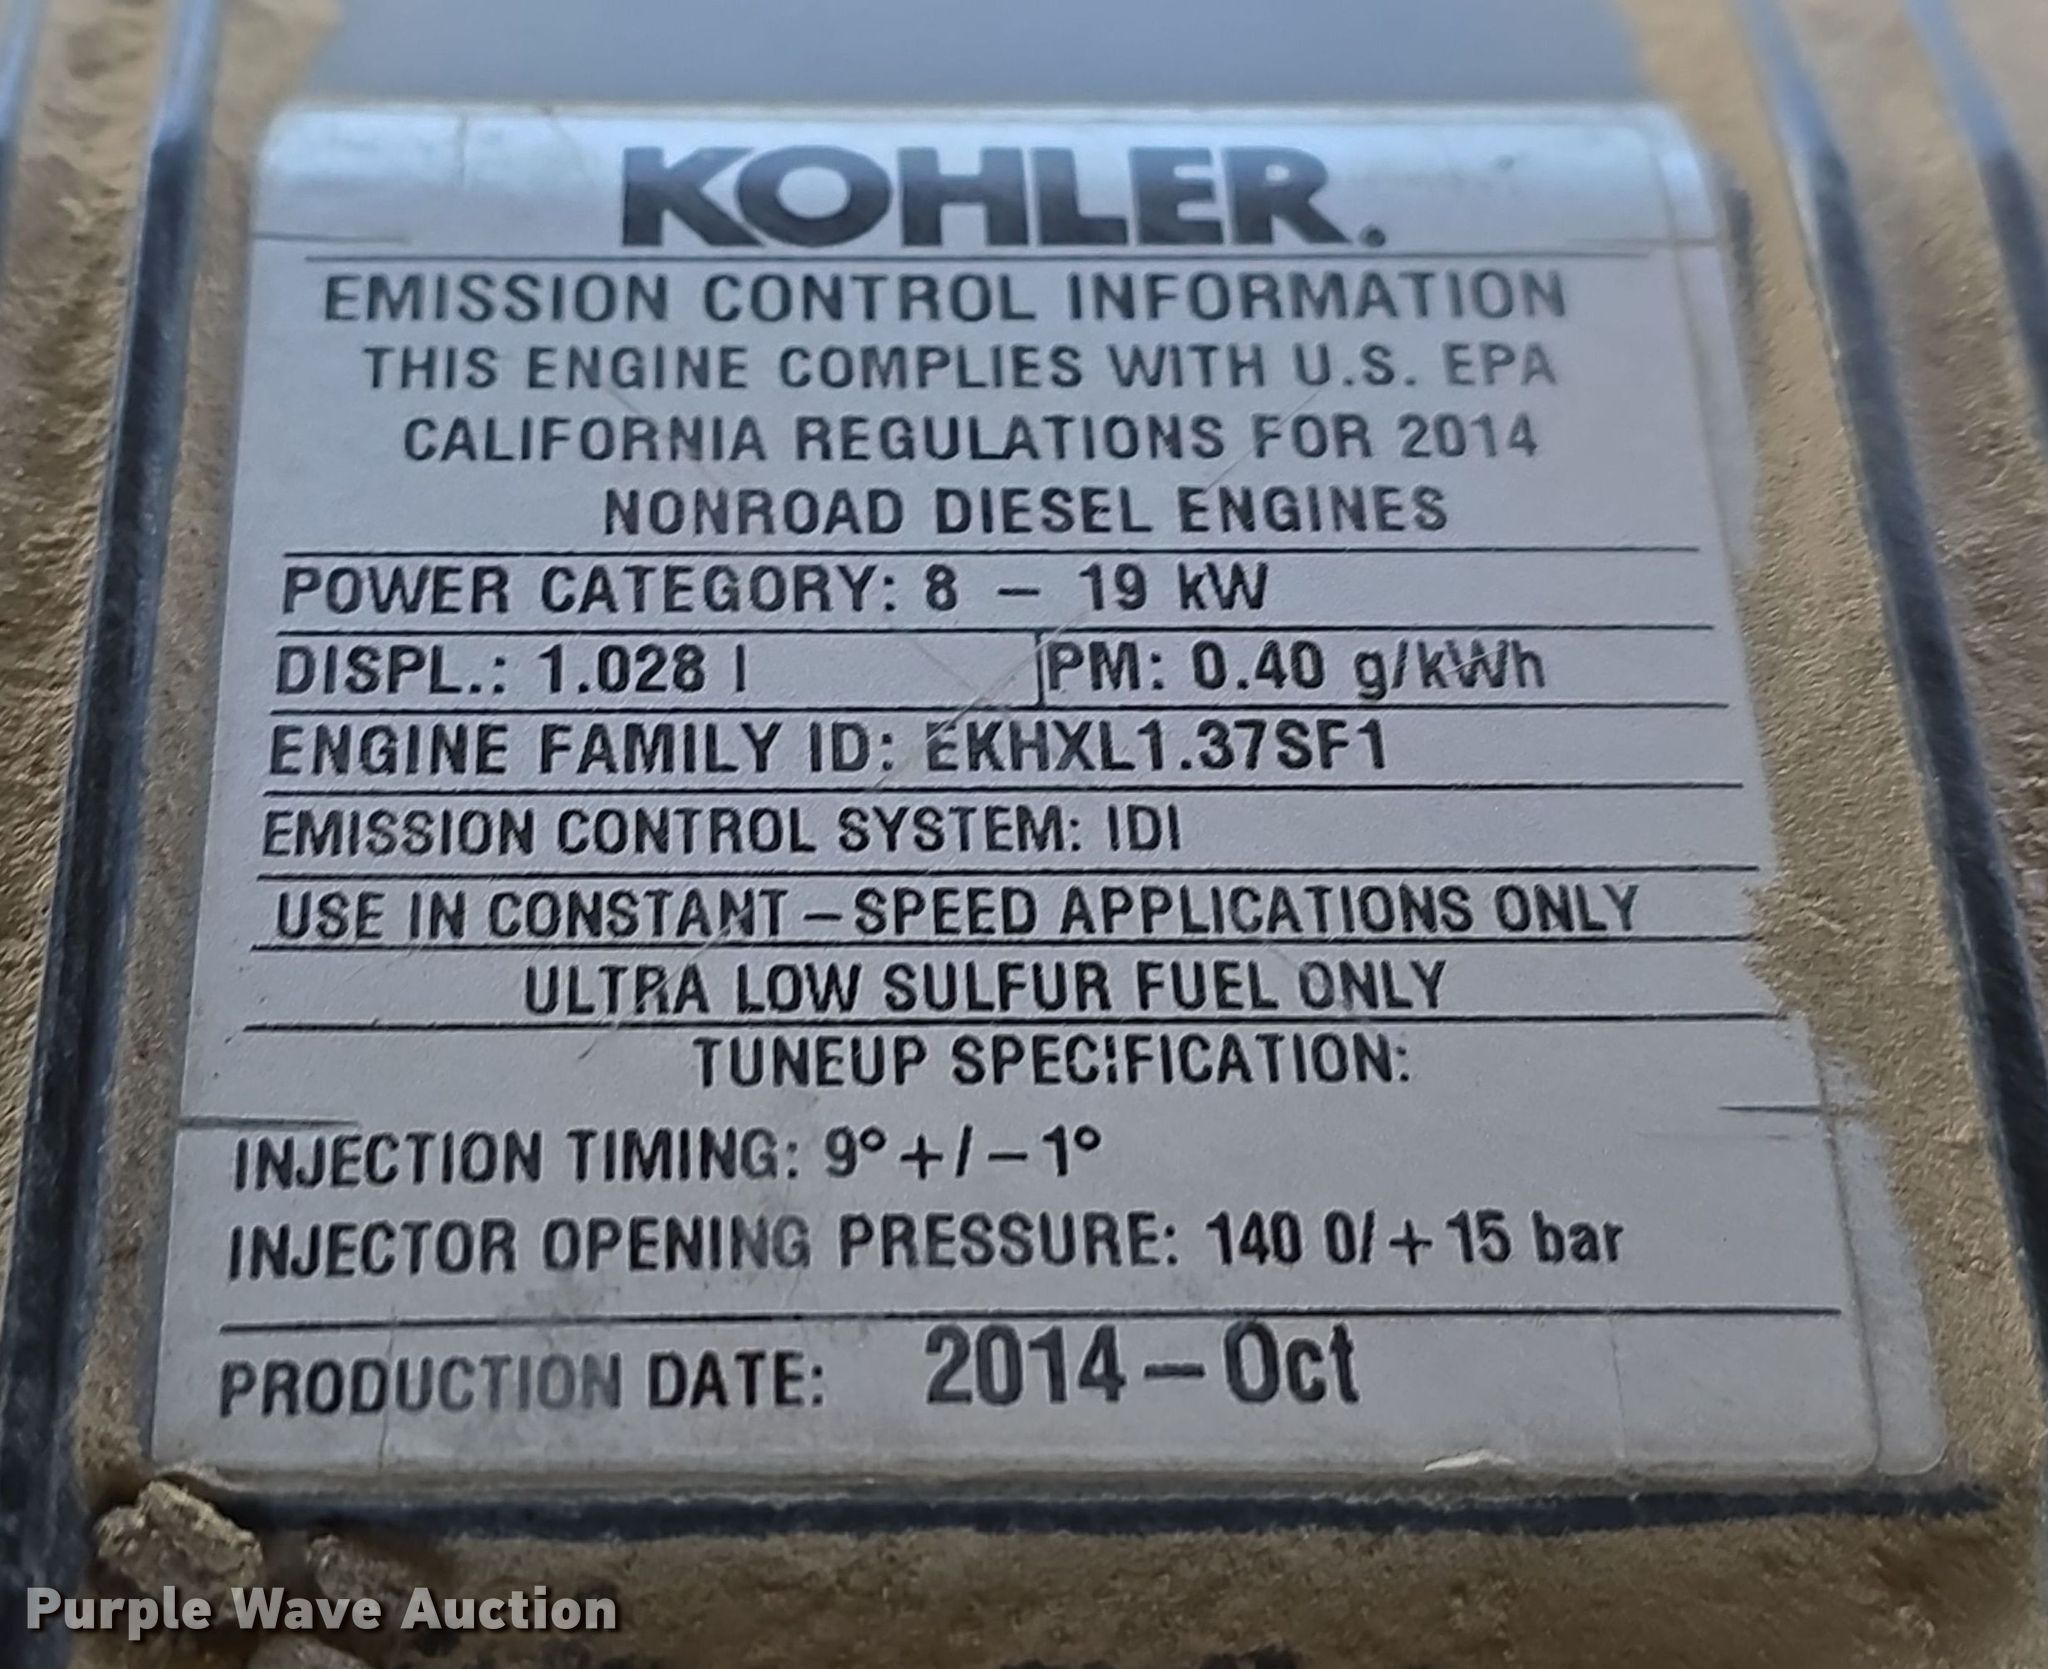 KOHLER.
EMISSION CONTROL INFORMATION
THIS ENGINE COMPLIES WITH U.S. EPA
CALIFORNIA REGULATIONS FOR 2014
NONROAD DIESEL ENGINES
POWER CATEGORY: 8 – 19 kW
DISPL.: 1.028 l PM: 0.40 g/kWh
ENGINE FAMILY ID: EKHXL1.37SF1
EMISSION CONTROL SYSTEM: IDI
USE IN CONSTANT –SPEED APPLICATIONS ONLY
ULTRA LOW SULFUR FUEL ONLY
TUNEUP SPECIFICATION:
INJECTION TIMING: 9° +/– 1°
INJECTOR OPENING PRESSURE: 140 0/+15 bar
PRODUCTION DATE: 2014–Oct
Purple Wave Auction